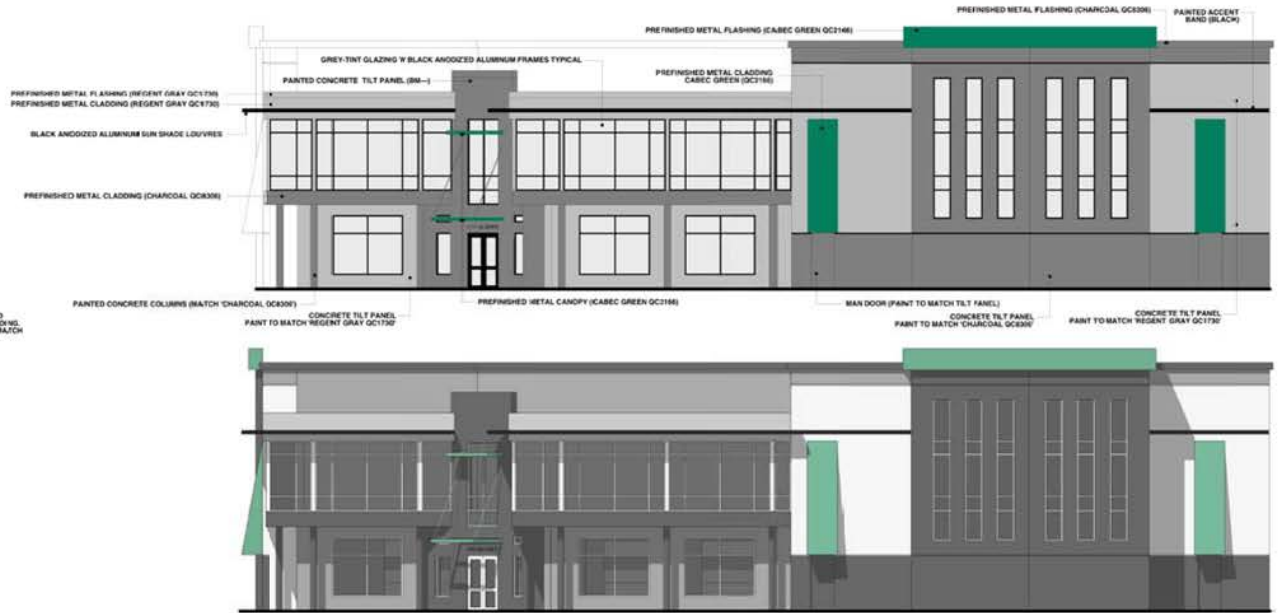 PREFINISHED METAL FLASHING (CHARCOAL QC8306)
PAINTED ACCENT
BAND (BLACK)
PREFINISHED METAL FLASHING (CABEC GREEN QC2166)
GREY-TINT GLAZING W BLACK ANODIZED ALUMINUM FRAMES TYPICAL
PREFINISHED METAL CLADDING
CABEC GREEN (QC2166)
PAINTED CONCRETE TILT PANEL (BM---)
PREFINISHED METAL FLASHING (REGENT GRAY QC1730)
PREFINISHED METAL CLADDING (REGENT GRAY QC1730)
BLACK ANODIZED ALUMINUM SUN SHADE LOUVRES
PREFINISHED METAL CLADDING (CHARCOAL QC8306)
PAINTED CONCRETE COLUMNS (MATCH 'CHARCOAL QC8306')
PREFINISHED METAL CANOPY (CABEC GREEN QC2166)
MAN DOOR (PAINT TO MATCH TILT PANEL)
CONCRETE TILT PANEL
PAINT TO MATCH 'REGENT GRAY QC1730'
CONCRETE TILT PANEL
PAINT TO MATCH 'CHARCOAL QC8306'
CONCRETE TILT PANEL
PAINT TO MATCH 'REGENT GRAY QC1730'